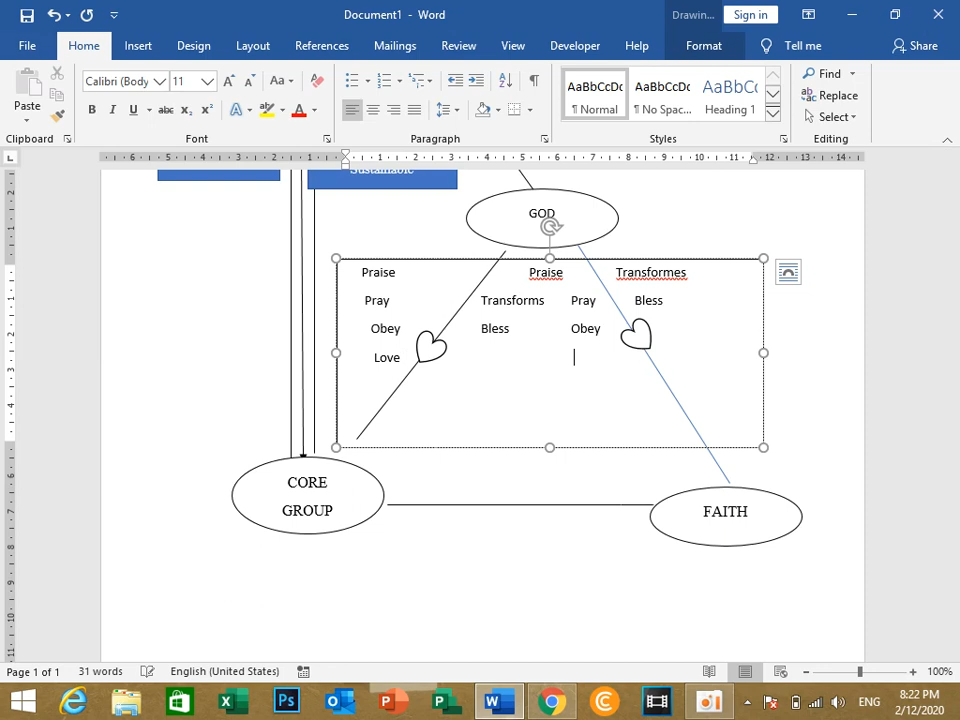 Document1 - Word
Drawin...
Sign in
File
Home
Insert
Design
Layout
References
Mailings
Review
View
Developer
Help
Format
Tell me
Share
Calibri (Body
11
Aa
Paste
Clipboard
Font
Paragraph
AaBbCcDc
AaBbCcDc
AaBbCc
¶ Normal
¶ No Spac...
Heading 1
Styles
Find
Replace
Select
Editing
Sustainable
GOD
Praise Praise Transformes
Pray Transforms Pray Bless
Obey Bless Obey
Love
CORE
GROUP
FAITH
Page 1 of 1
31 words
English (United States)
100%
ENG
8:22 PM
2/12/2020